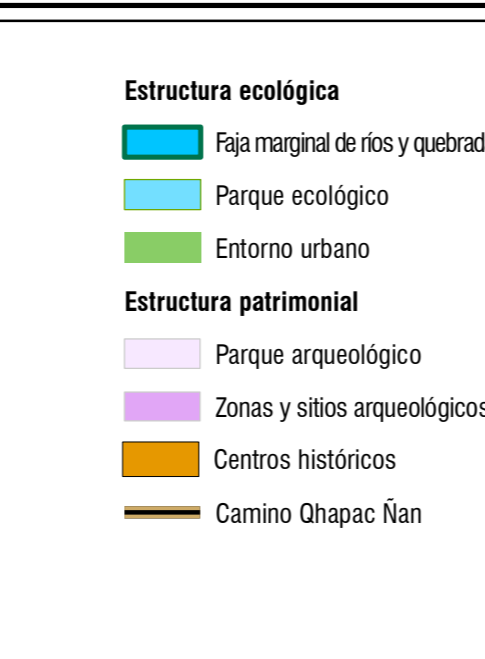 Estructura ecológica
Faja marginal de ríos y quebrad
Parque ecológico
Entorno urbano
Estructura patrimonial
Parque arqueológico
Zonas y sitios arqueológicos
Centros históricos
Camino Qhapac Ñan